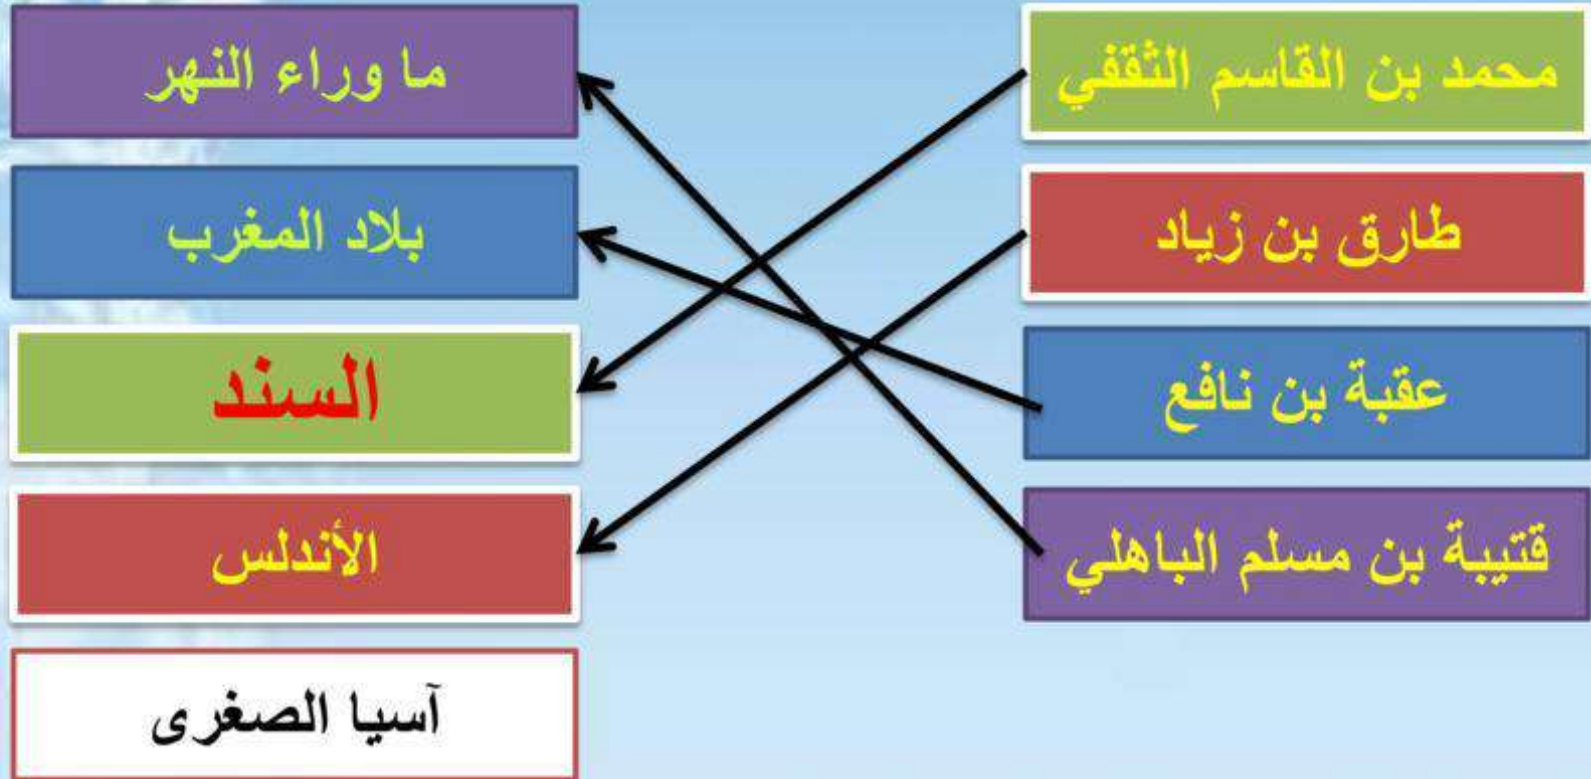 محمد بن القاسم الثقفي
طارق بن زياد
عقبة بن نافع
قتيبة بن مسلم الباهلي
ما وراء النهر
بلاد المغرب
السند
الأندلس
آسيا الصغرى